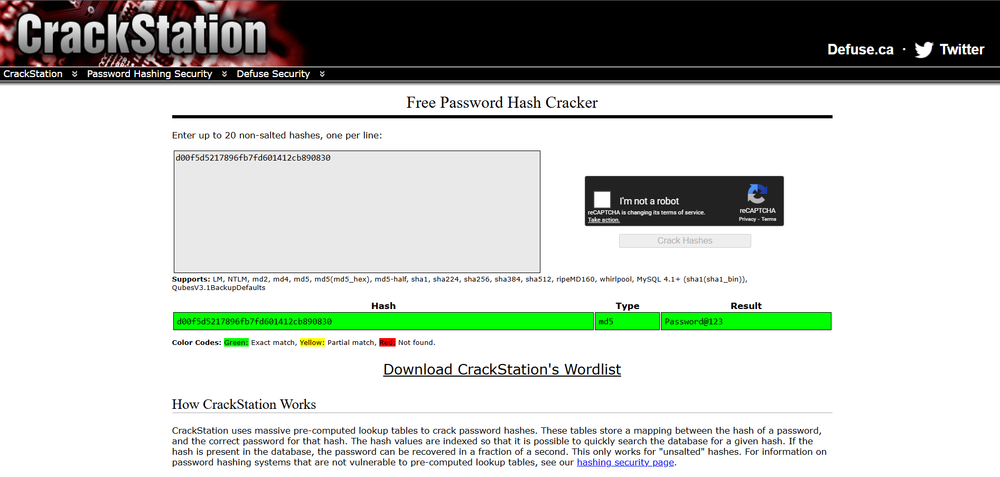 CrackStation
Defuse.ca · Twitter
CrackStation Password Hashing Security Defuse Security
Free Password Hash Cracker
Enter up to 20 non-salted hashes, one per line:
d00f5d5217896fb7fd601412cb890830
I'm not a robot
reCAPTCHA is changing its terms of service.
Take action.
reCAPTCHA
Privacy - Terms
Crack Hashes
Supports: LM, NTLM, md2, md4, md5, md5(md5_hex), md5-half, sha1, sha224, sha256, sha384, sha512, ripeMD160, whirlpool, MySQL 4.1+ (sha1(sha1_bin)),
QubesV3.1BackupDefaults
Hash Type Result
d00f5d5217896fb7fd601412cb890830 md5 Password@123
Color Codes: Green: Exact match, Yellow: Partial match, Red: Not found.
Download CrackStation's Wordlist
How CrackStation Works
CrackStation uses massive pre-computed lookup tables to crack password hashes. These tables store a mapping between the hash of a password,
and the correct password for that hash. The hash values are indexed so that it is possible to quickly search the database for a given hash. If the
hash is present in the database, the password can be recovered in a fraction of a second. This only works for "unsalted" hashes. For information on
password hashing systems that are not vulnerable to pre-computed lookup tables, see our hashing security page.